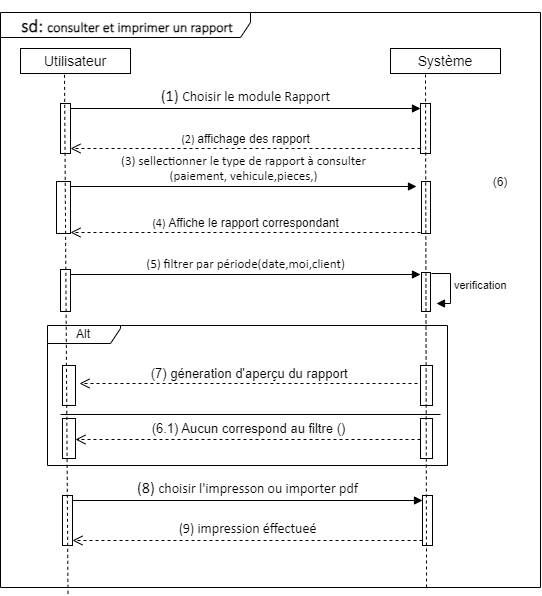 sd: consulter et imprimer un rapport
Utilisateur
Système
(1) Choisir le module Rapport
(2) affichage des rapport
(3) sellectionner le type de rapport à consulter
(paiement, vehicule,pieces,)
(6)
(4) Affiche le rapport correspondant
(5) filtrer par période(date,moi,client)
verification
Alt
(7) géneration d'aperçu du rapport
(6.1) Aucun correspond au filtre ()
(8) choisir l'impresson ou importer pdf
(9) impression éffectueé